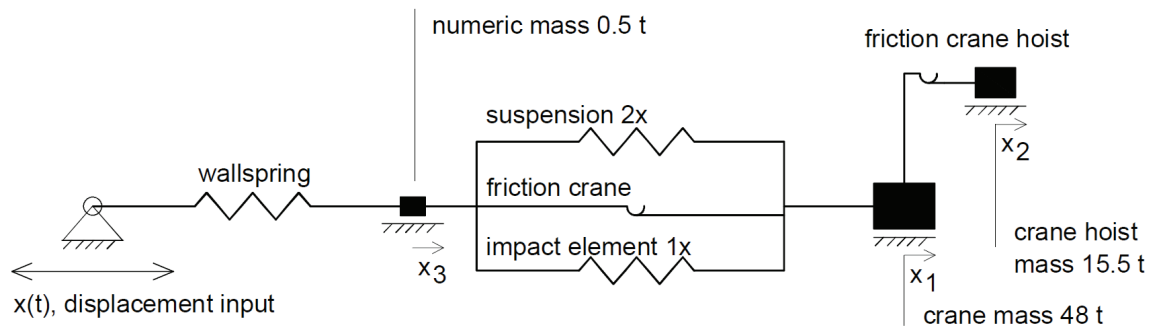 numeric mass 0.5 t
friction crane hoist
suspension 2x
x2
wallspring
friction crane
impact element 1x
x3
x1
crane hoist
mass 15.5 t
x(t), displacement input
crane mass 48 t